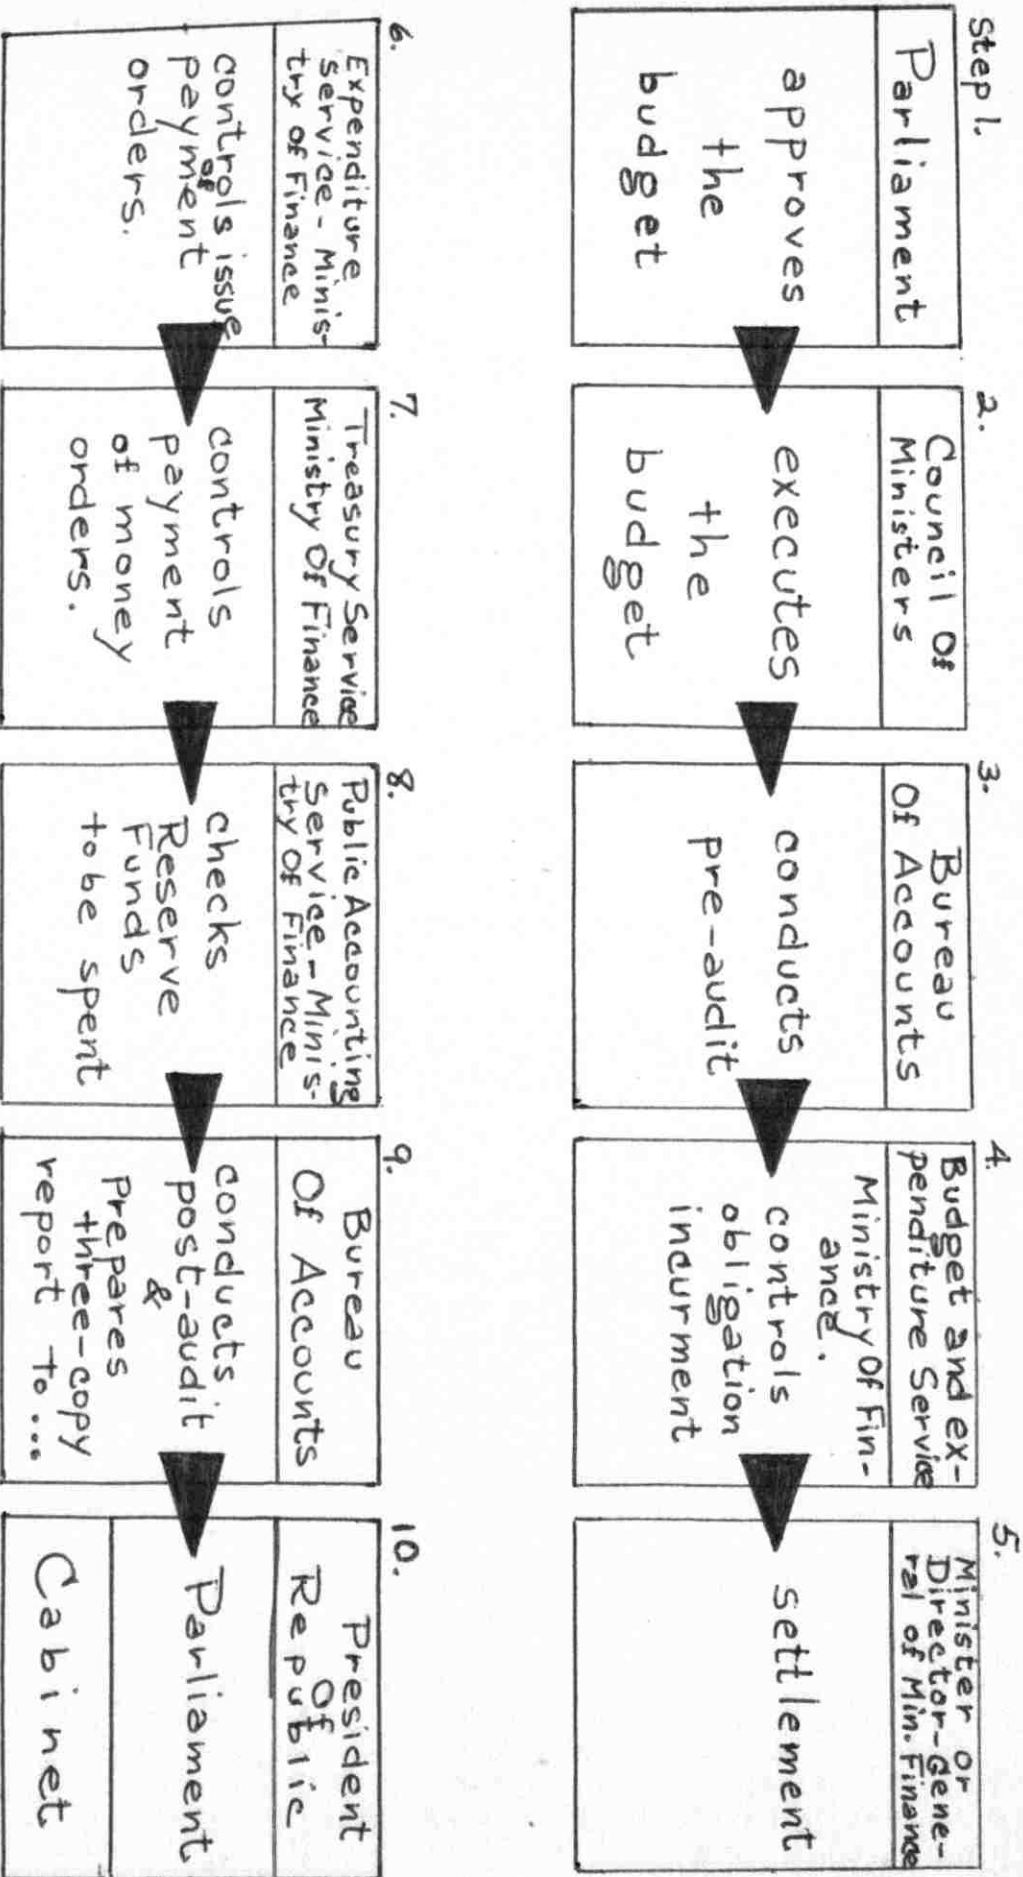 Step 1.
Parliament
approves
the
budget
2.
Council Of
Ministers
executes
the
budget
3.
Bureau
Of Accounts
conducts
pre-audit
4.
Budget and ex-
penditure Service
Ministry Of Fin-
ance.
controls
obligation
incurment
5.
Minister or
Director-Gene-
ral of Min. Finance
settlement
6.
Expenditure
service - Minis-
try of Finance
controls issue
of
payment
orders.
7.
Treasury Service
Ministry Of Finance
controls
payment
of money
orders.
8.
Public Accounting
Service - Minis-
try Of Finance
checks
Reserve
Funds
to be spent
9.
Bureau
Of Accounts
conducts
post-audit
&
Prepares
three-copy
report to...
10.
President
Of
Republic
Parliament
Cabinet